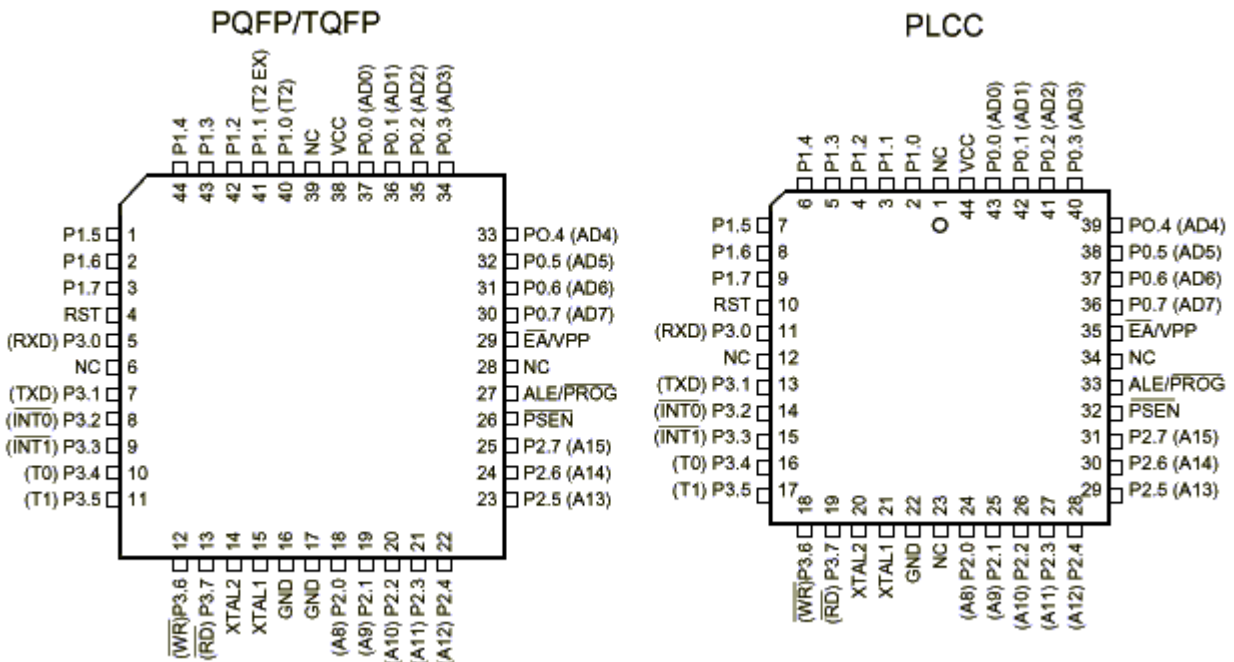 PQFP/TQFP
P1.4
P1.3
P1.2
P1.1 (T2 EX)
P1.0 (T2)
NC
VCC
P0.0 (AD0)
P0.1 (AD1)
P0.2 (AD2)
P0.3 (AD3)
44
43
42
41
40
39
38
37
36
35
34
P1.5 1
P1.6 2
P1.7 3
RST 4
(RXD) P3.0 5
NC 6
(TXD) P3.1 7
(INT0) P3.2 8
(INT1) P3.3 9
(T0) P3.4 10
(T1) P3.5 11
33 PO.4 (AD4)
32 P0.5 (AD5)
31 P0.6 (AD6)
30 P0.7 (AD7)
29 EA/VPP
28 NC
27 ALE/PROG
26 PSEN
25 P2.7 (A15)
24 P2.6 (A14)
23 P2.5 (A13)
12
13
14
15
16
17
18
19
20
21
22
(WR)P3.6
(RD) P3.7
XTAL2
XTAL1
GND
GND
(A8) P2.0
(A9) P2.1
(A10) P2.2
(A11) P2.3
(A12) P2.4
PLCC
P1.4
P1.3
P1.2
P1.1
P1.0
NC
VCC
P0.0 (AD0)
P0.1 (AD1)
P0.2 (AD2)
P0.3 (AD3)
6
5
4
3
2
1
44
43
42
41
40
P1.5 7
P1.6 8
P1.7 9
RST 10
(RXD) P3.0 11
NC 12
(TXD) P3.1 13
(INT0) P3.2 14
(INT1) P3.3 15
(T0) P3.4 16
(T1) P3.5 17
39 PO.4 (AD4)
38 P0.5 (AD5)
37 P0.6 (AD6)
36 P0.7 (AD7)
35 EA/VPP
34 NC
33 ALE/PROG
32 PSEN
31 P2.7 (A15)
30 P2.6 (A14)
29 P2.5 (A13)
18
19
20
21
22
23
24
25
26
27
28
(WR)P3.6
(RD) P3.7
XTAL2
XTAL1
GND
NC
(A8) P2.0
(A9) P2.1
(A10) P2.2
(A11) P2.3
(A12) P2.4